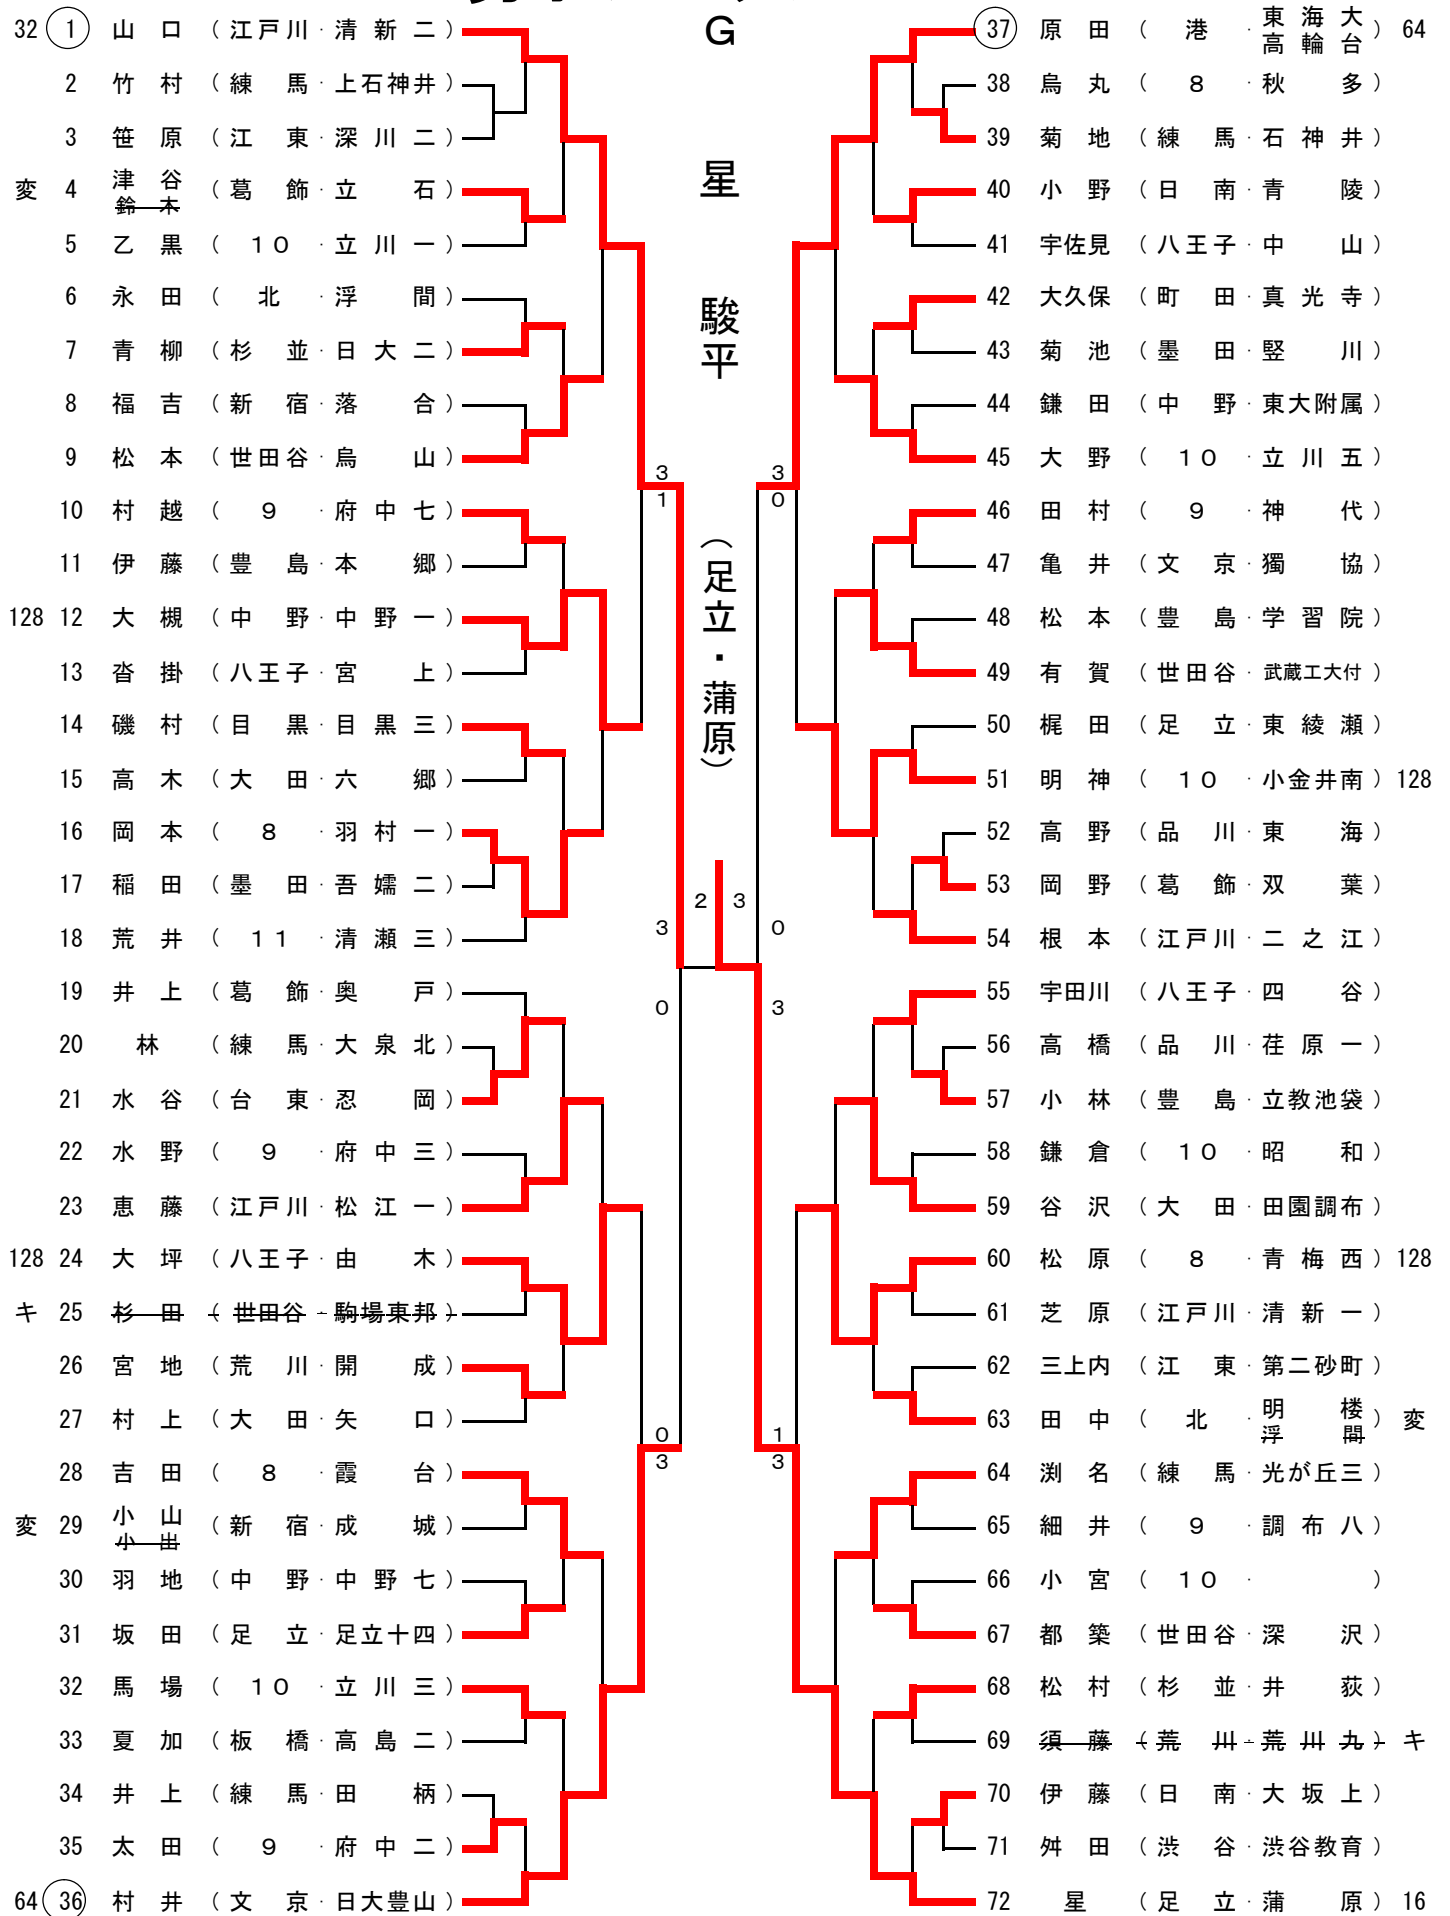 G
星
駿平
（足立・蒲原）
32 1 山口 （江戸川・清新二）
2 竹村 （練馬・上石神井）
3 笹原 （江東・深川二）
変 4 津谷 （葛飾・立石）
鈴木
5 乙黒 （10・立川一）
6 永田 （北・浮間）
7 青柳 （杉並・日大二）
8 福吉 （新宿・落合）
9 松本 （世田谷・烏山）
10 村越 （9・府中七）
11 伊藤 （豊島・本郷）
128 12 大槻 （中野・中野一）
13 沓掛 （八王子・宮上）
14 磯村 （目黒・目黒三）
15 高木 （大田・六郷）
16 岡本 （8・羽村一）
17 稲田 （墨田・吾嬬二）
18 荒井 （11・清瀬三）
19 井上 （葛飾・奥戸）
20 林 （練馬・大泉北）
21 水谷 （台東・忍岡）
22 水野 （9・府中三）
23 恵藤 （江戸川・松江一）
128 24 大坪 （八王子・由木）
キ 25 杉田 （世田谷・駒場東邦）
26 宮地 （荒川・開成）
27 村上 （大田・矢口）
28 吉田 （8・霞台）
変 29 小山 （新宿・成城）
小出
30 羽地 （中野・中野七）
31 坂田 （足立・足立十四）
32 馬場 （10・立川三）
33 夏加 （板橋・高島二）
34 井上 （練馬・田柄）
35 太田 （9・府中二）
64 36 村井 （文京・日大豊山）
3
1
3
0
2 3
3
0
0
3
0
3
1
3
37 原田 （港・東海大高輪台） 64
38 烏丸 （8・秋多）
39 菊地 （練馬・石神井）
40 小野 （日南・青陵）
41 宇佐見 （八王子・中山）
42 大久保 （町田・真光寺）
43 菊池 （墨田・竪川）
44 鎌田 （中野・東大附属）
45 大野 （10・立川五）
46 田村 （9・神代）
47 亀井 （文京・獨協）
48 松本 （豊島・学習院）
49 有賀 （世田谷・武蔵工大付）
50 梶田 （足立・東綾瀬）
51 明神 （10・小金井南） 128
52 高野 （品川・東海）
53 岡野 （葛飾・双葉）
54 根本 （江戸川・二之江）
55 宇田川 （八王子・四谷）
56 高橋 （品川・荏原一）
57 小林 （豊島・立教池袋）
58 鎌倉 （10・昭和）
59 谷沢 （大田・田園調布）
60 松原 （8・青梅西） 128
61 芝原 （江戸川・清新一）
62 三上内 （江東・第二砂町）
63 田中 （北・明桜） 変
浮間
64 渕名 （練馬・光が丘三）
65 細井 （9・調布八）
66 小宮 （10・）
67 都築 （世田谷・深沢）
68 松村 （杉並・井荻）
69 須藤 （荒川・荒川九） キ
70 伊藤 （日南・大坂上）
71 舛田 （渋谷・渋谷教育）
72 星 （足立・蒲原） 16